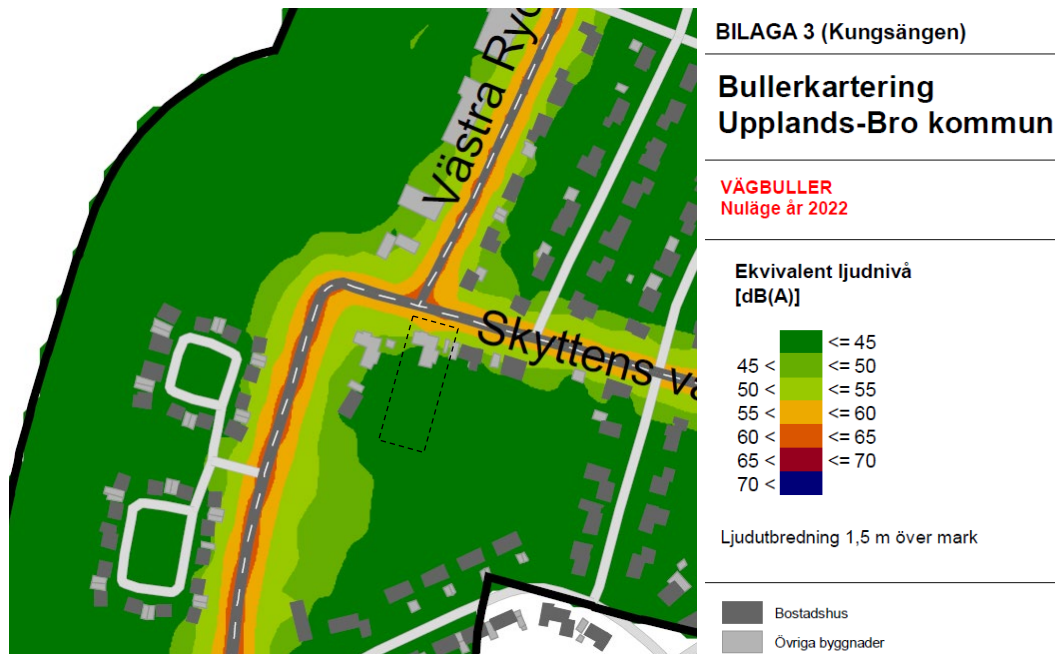 Västra Ryd
Skyttens vä
BILAGA 3 (Kungsängen)
Bullerkartering
Upplands-Bro kommun
VÄGBULLER
Nuläge år 2022
Ekvivalent ljudnivå
[dB(A)]
<= 45
45 < <= 50
50 < <= 55
55 < <= 60
60 < <= 65
65 < <= 70
70 <
Ljudutbredning 1,5 m över mark
Bostadshus
Övriga byggnader